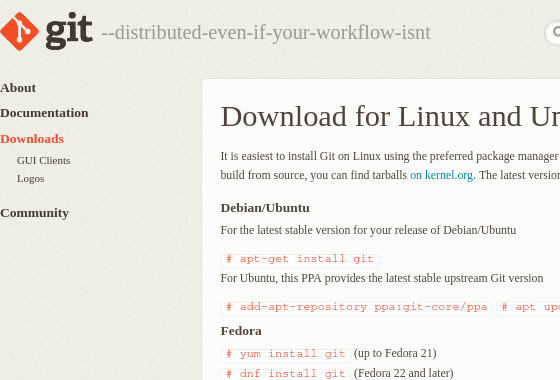 git --distributed-even-if-your-workflow-isnt
About
Documentation
Downloads
GUI Clients
Logos
Community
Download for Linux and
It is easiest to install Git on Linux using the preferred package manager
build from source, you can find tarballs on kernel.org. The latest version
Debian/Ubuntu
For the latest stable version for your release of Debian/Ubuntu
# apt-get install git
For Ubuntu, this PPA provides the latest stable upstream Git version
# add-apt-repository ppa:git-core/ppa # apt
Fedora
# yum install git (up to Fedora 21)
# dnf install git (Fedora 22 and later)